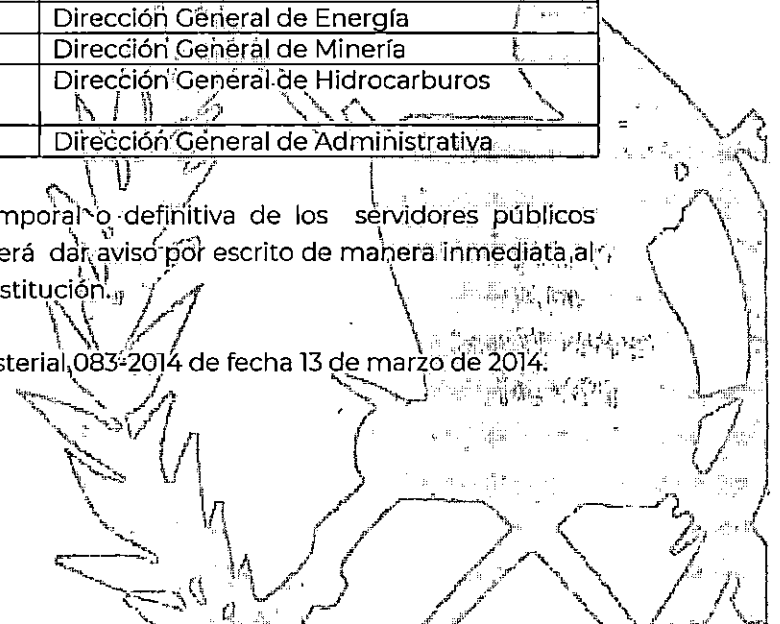 Dirección General de Energía
Dirección General de Minería
Dirección General de Hidrocarburos
Dirección General de Administrativa
mporal o definitiva de los servidores públicos
erá dar aviso por escrito de manera inmediata al
stitución.
sterial 083-2014 de fecha 13 de marzo de 2014.